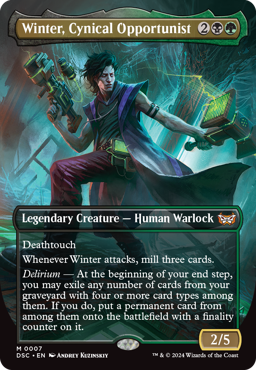 Winter, Cynical Opportunist 2
Legendary Creature — Human Warlock
Deathtouch
Whenever Winter attacks, mill three cards.
Delirium — At the beginning of your end step,
you may exile any number of cards from your
graveyard with four or more card types among
them. If you do, put a permanent card from
among them onto the battlefield with a finality
counter on it.
2/5
M 0007
DSC • EN Andrey Kuzinskiy
™ & © 2024 Wizards of the Coast